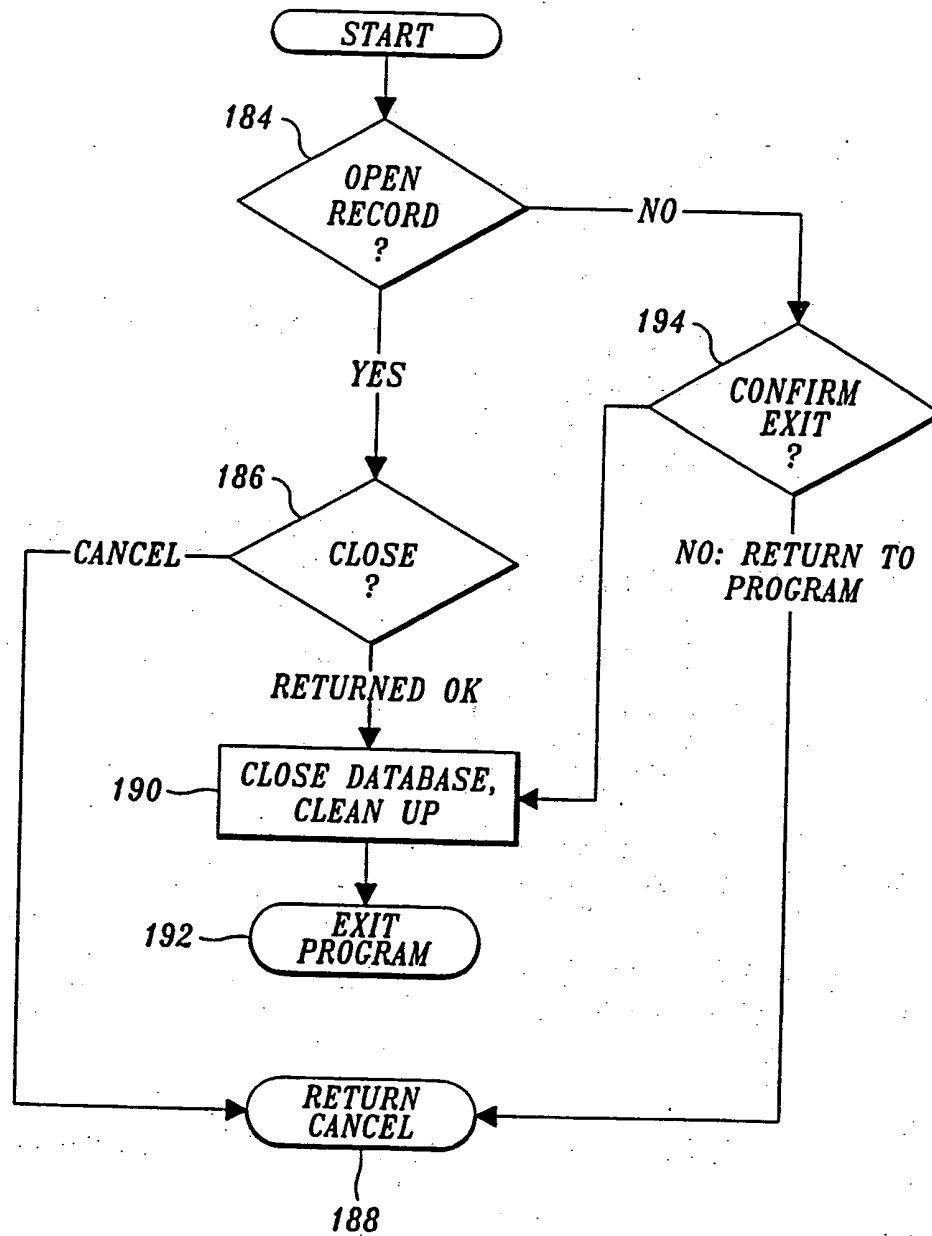 START
184
OPEN
RECORD
?
NO
194
CONFIRM
EXIT
?
YES
186
CLOSE
?
CANCEL
NO: RETURN TO
PROGRAM
RETURNED OK
190
CLOSE DATABASE,
CLEAN UP
192
EXIT
PROGRAM
RETURN
CANCEL
188